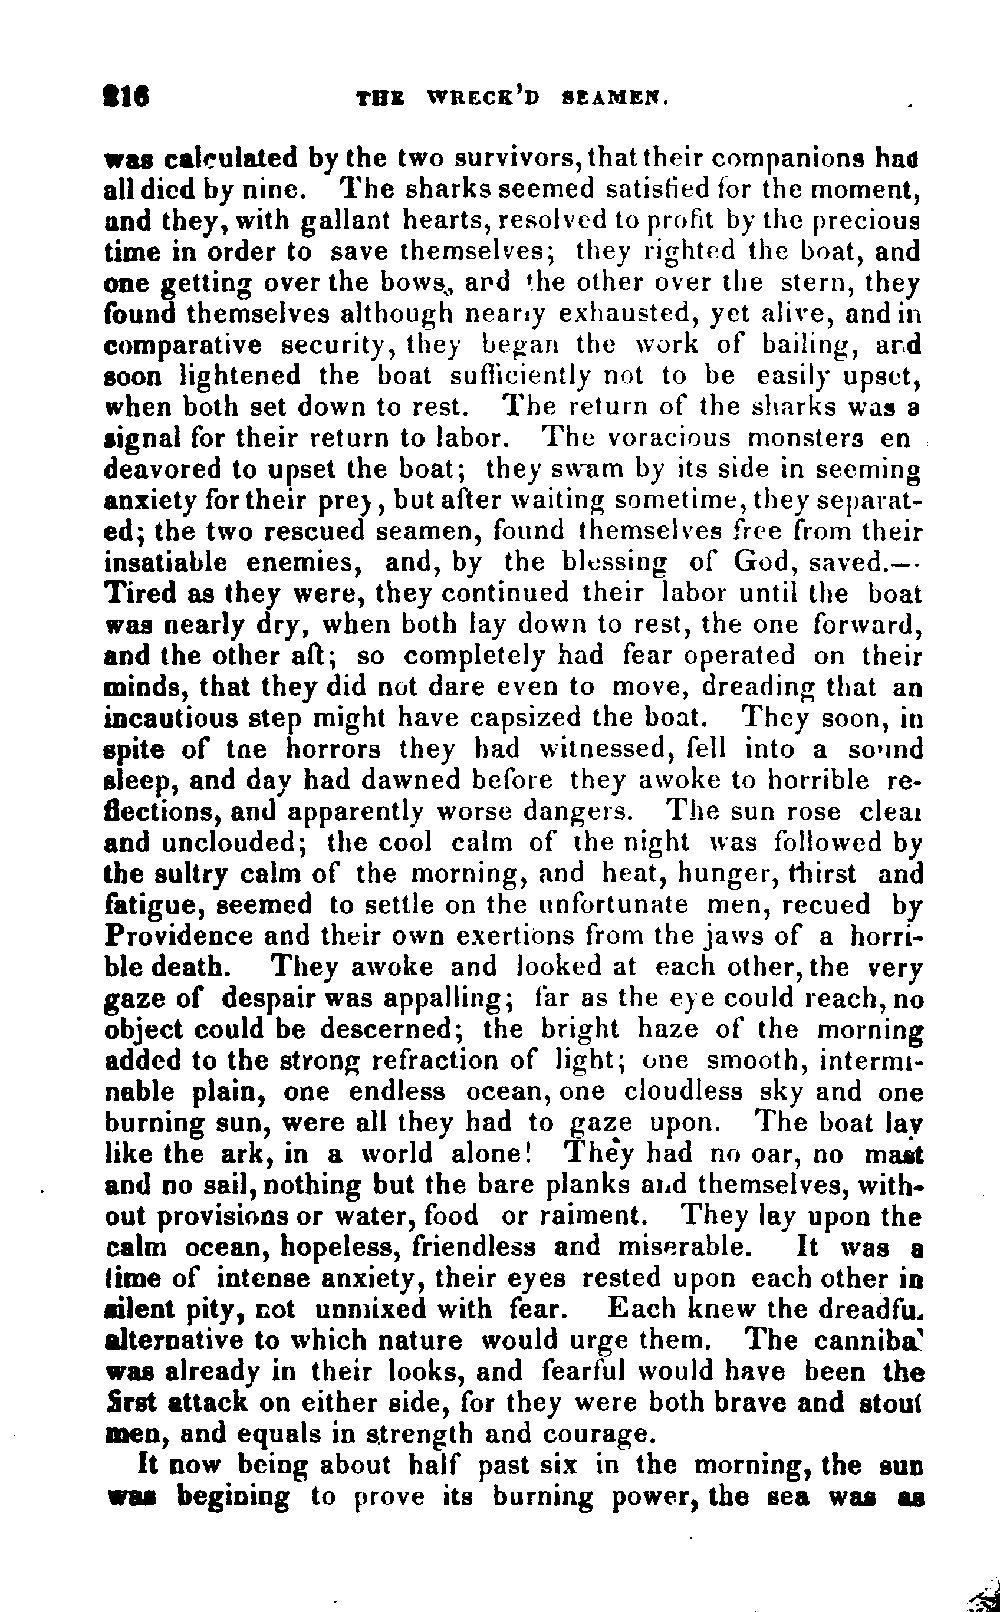 216 THE WRECK'D SEAMEN.
was calculated by the two survivors, that their companions had
all died by nine. The sharks seemed satisfied for the moment,
and they, with gallant hearts, resolved to profit by the precious
time in order to save themselves; they righted the boat, and
one getting over the bows, and the other over the stern, they
found themselves although nearly exhausted, yet alive, and in
comparative security, they began the work of bailing, and
soon lightened the boat sufficiently not to be easily upset,
when both set down to rest. The return of the sharks was a
signal for their return to labor. The voracious monsters en
deavored to upset the boat; they swam by its side in seeming
anxiety for their prey, but after waiting sometime, they separat-
ed; the two rescued seamen, found themselves free from their
insatiable enemies, and, by the blessing of God, saved.—
Tired as they were, they continued their labor until the boat
was nearly dry, when both lay down to rest, the one forward,
and the other aft; so completely had fear operated on their
minds, that they did not dare even to move, dreading that an
incautious step might have capsized the boat. They soon, in
spite of the horrors they had witnessed, fell into a sound
sleep, and day had dawned before they awoke to horrible re-
flections, and apparently worse dangers. The sun rose clear
and unclouded; the cool calm of the night was followed by
the sultry calm of the morning, and heat, hunger, thirst and
fatigue, seemed to settle on the unfortunate men, recued by
Providence and their own exertions from the jaws of a horri-
ble death. They awoke and looked at each other, the very
gaze of despair was appalling; far as the eye could reach, no
object could be descerned; the bright haze of the morning
added to the strong refraction of light; one smooth, intermi-
nable plain, one endless ocean, one cloudless sky and one
burning sun, were all they had to gaze upon. The boat lay
like the ark, in a world alone! They had no oar, no mast
and no sail, nothing but the bare planks and themselves, with-
out provisions or water, food or raiment. They lay upon the
calm ocean, hopeless, friendless and miserable. It was a
time of intense anxiety, their eyes rested upon each other in
silent pity, not unmixed with fear. Each knew the dreadful
alternative to which nature would urge them. The cannibal
was already in their looks, and fearful would have been the
first attack on either side, for they were both brave and stout
men, and equals in strength and courage.
It now being about half past six in the morning, the sun
was begining to prove its burning power, the sea was as